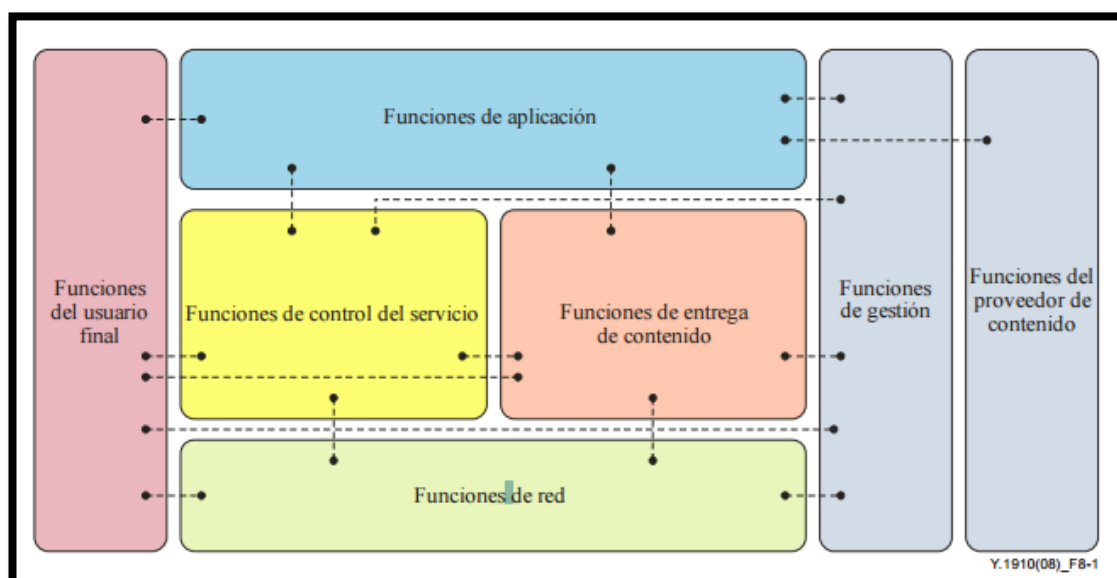 Funciones de aplicación
Funciones
del usuario
final
Funciones de control del servicio
Funciones de entrega
de contenido
Funciones
de gestión
Funciones del
proveedor de
contenido
Funciones de red
Y.1910(08)_F8-1